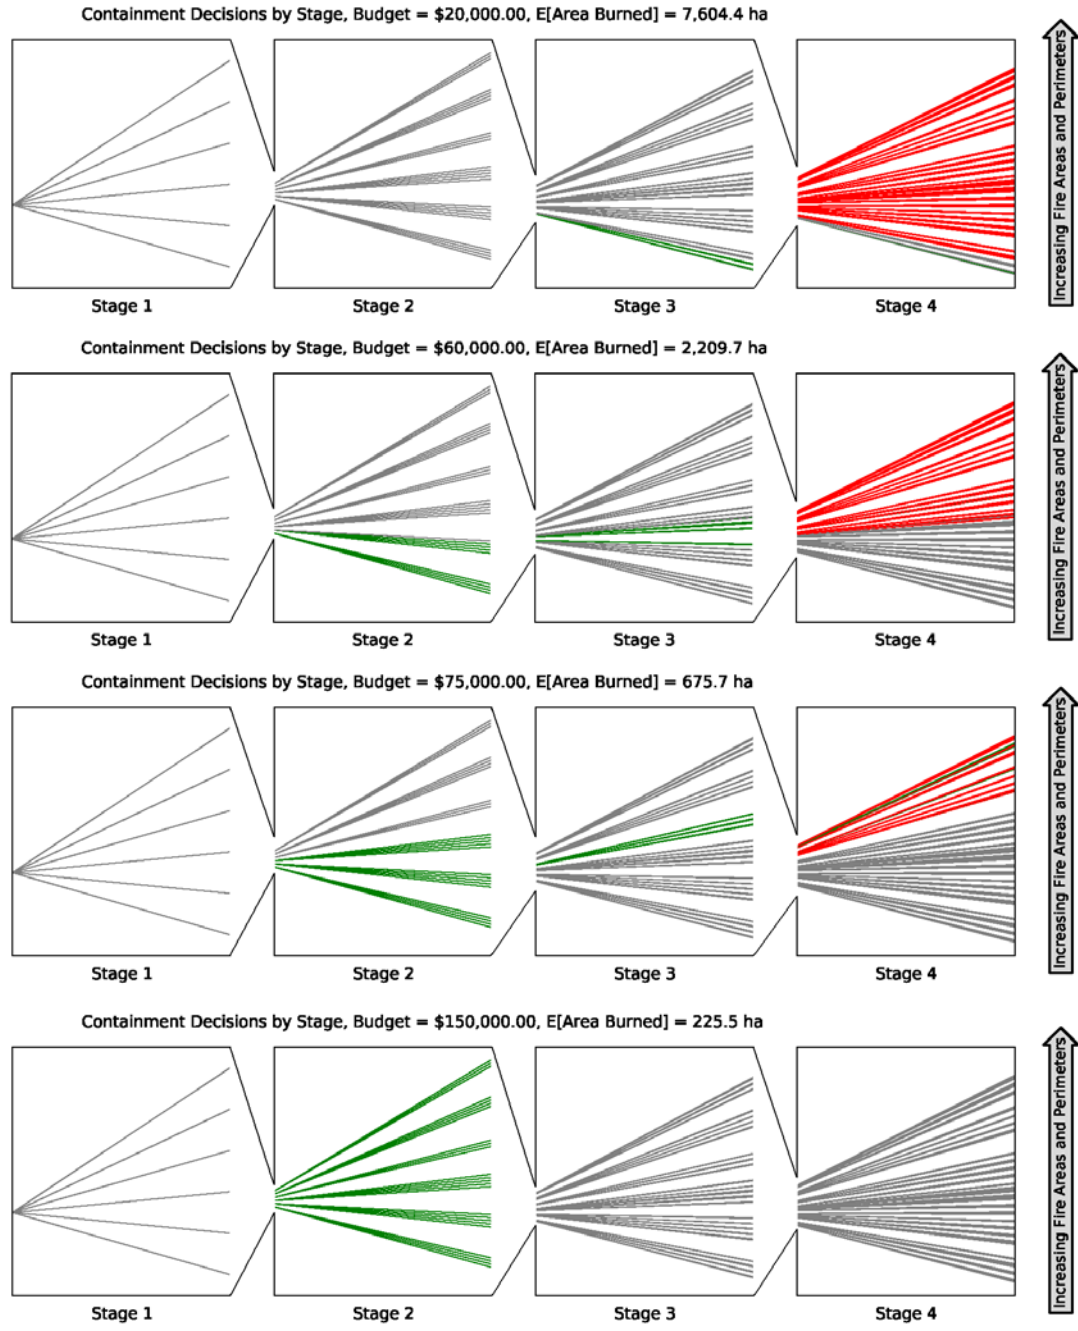 Containment Decisions by Stage, Budget = $20,000.00, E[Area Burned] = 7,604.4 ha
Stage 1
Stage 2
Stage 3
Stage 4
Increasing Fire Areas and Perimeters
Containment Decisions by Stage, Budget = $60,000.00, E[Area Burned] = 2,209.7 ha
Stage 1
Stage 2
Stage 3
Stage 4
Increasing Fire Areas and Perimeters
Containment Decisions by Stage, Budget = $75,000.00, E[Area Burned] = 675.7 ha
Stage 1
Stage 2
Stage 3
Stage 4
Increasing Fire Areas and Perimeters
Containment Decisions by Stage, Budget = $150,000.00, E[Area Burned] = 225.5 ha
Stage 1
Stage 2
Stage 3
Stage 4
Increasing Fire Areas and Perimeters